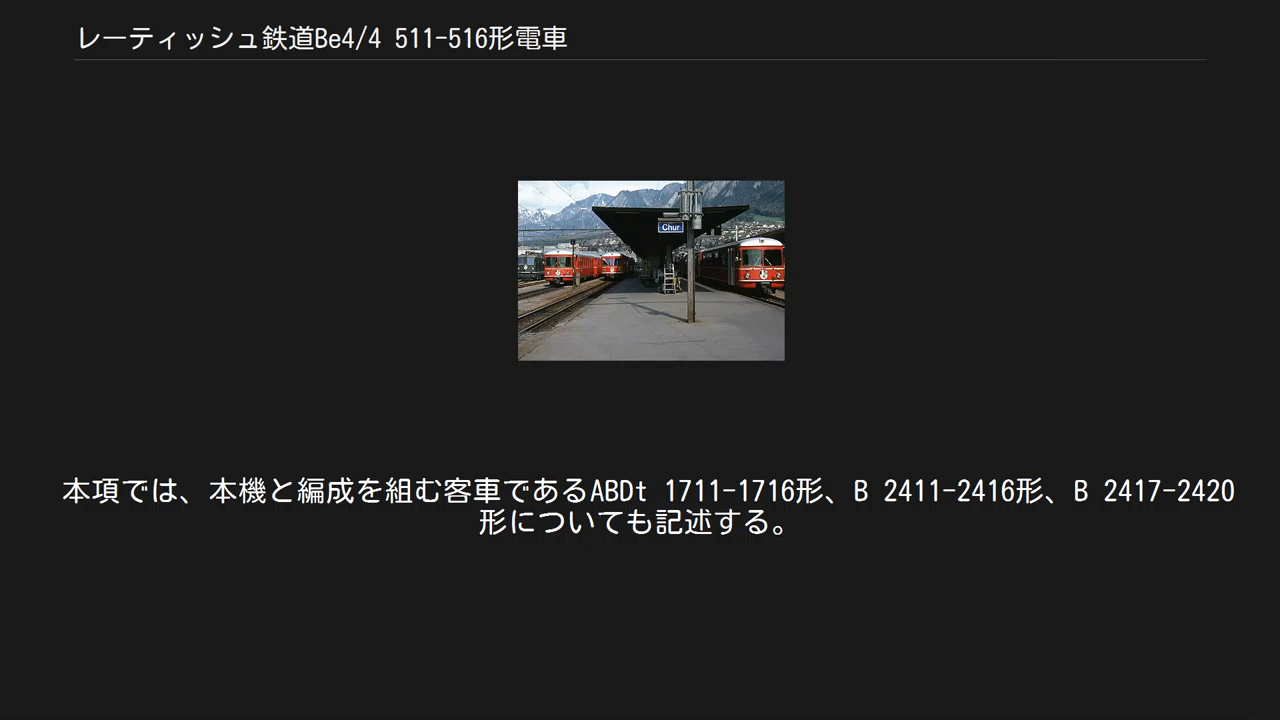 レーティッシュ鉄道Be4/4 511-516形電車
Chur
本項では、本機と編成を組む客車であるABDt 1711-1716形、B 2411-2416形、B 2417-2420
形についても記述する。